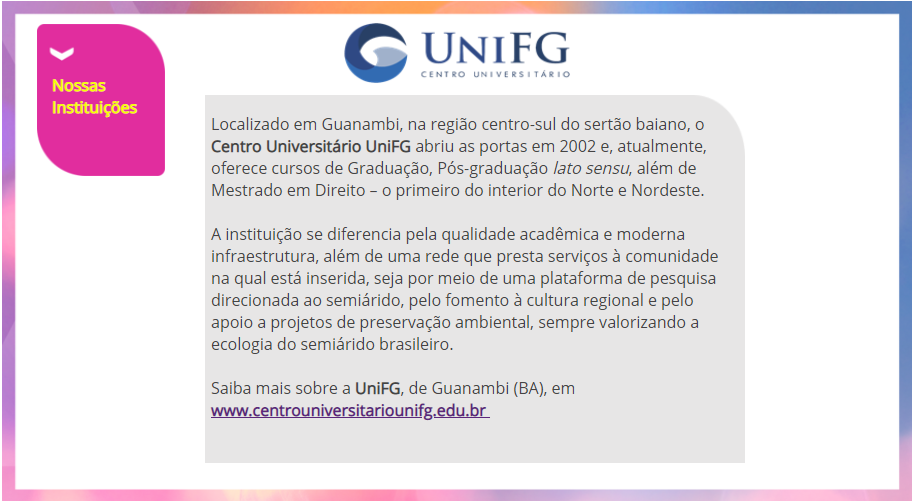 Nossas
Instituições
UNIFG
CENTRO UNIVERSITÁRIO
Localizado em Guanambi, na região centro-sul do sertão baiano, o
Centro Universitário UniFG abriu as portas em 2002 e, atualmente,
oferece cursos de Graduação, Pós-graduação lato sensu, além de
Mestrado em Direito – o primeiro do interior do Norte e Nordeste.
A instituição se diferencia pela qualidade acadêmica e moderna
infraestrutura, além de uma rede que presta serviços à comunidade
na qual está inserida, seja por meio de uma plataforma de pesquisa
direcionada ao semiárido, pelo fomento à cultura regional e pelo
apoio a projetos de preservação ambiental, sempre valorizando a
ecologia do semiárido brasileiro.
Saiba mais sobre a UniFG, de Guanambi (BA), em
www.centrouniversitariounifg.edu.br